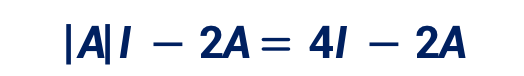 |A|I − 2A = 4I − 2A